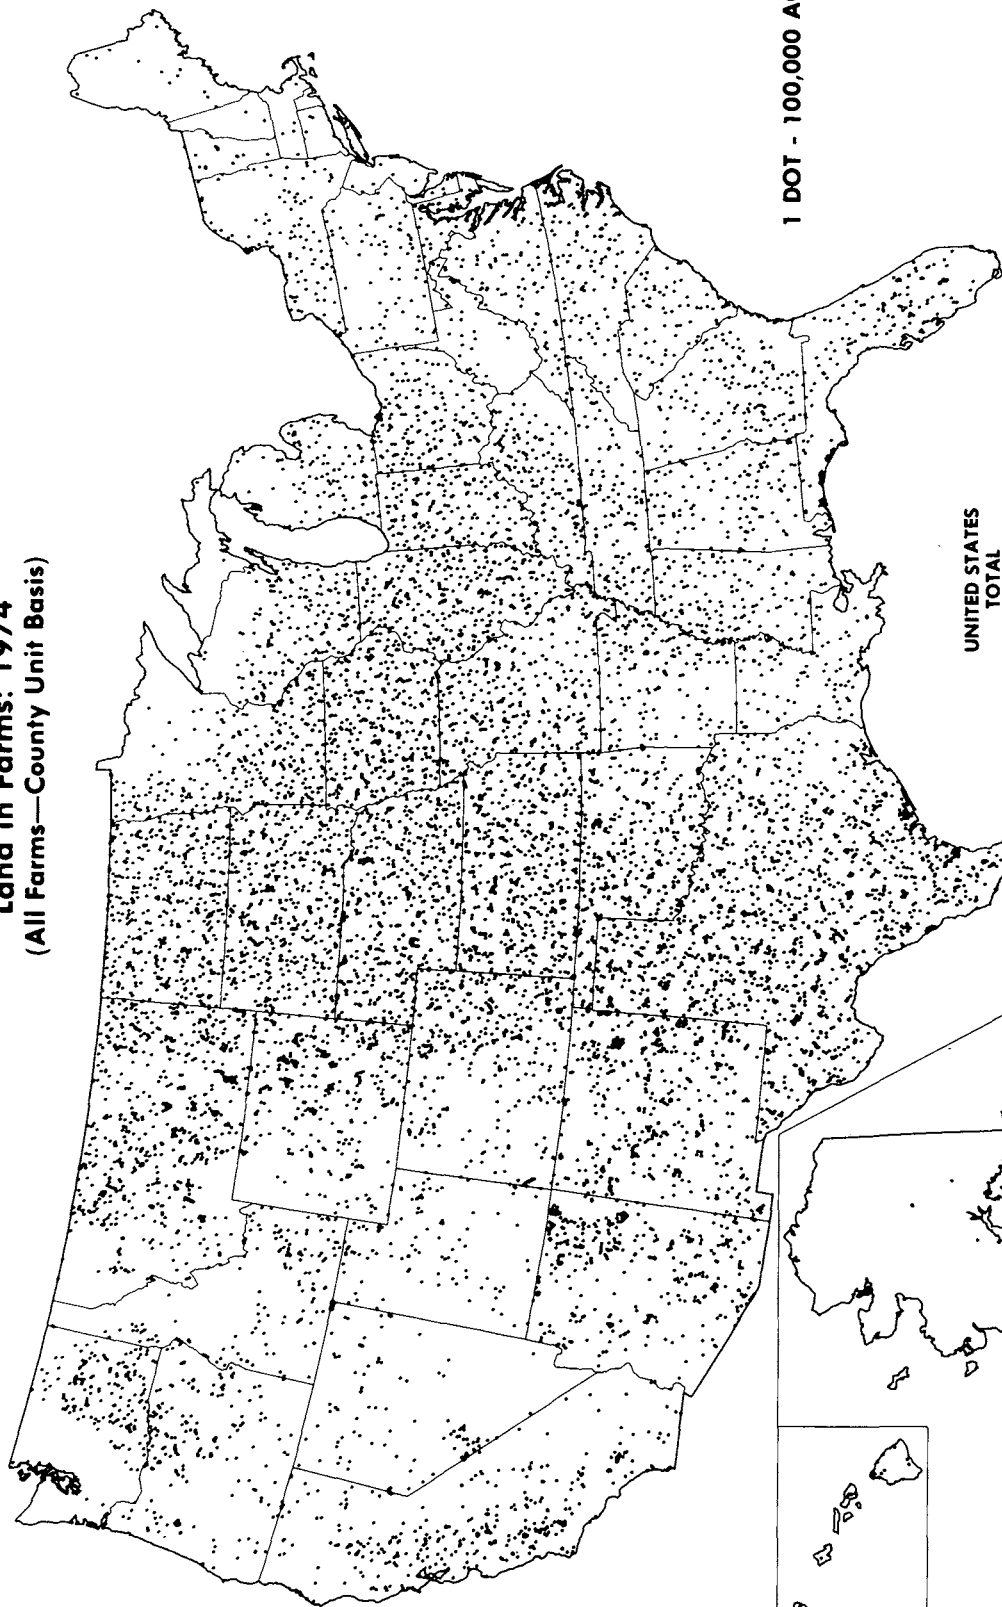 Land in Farms: 1974
(All Farms—County Unit Basis)
1 DOT - 100,000
UNITED STATES
TOTAL